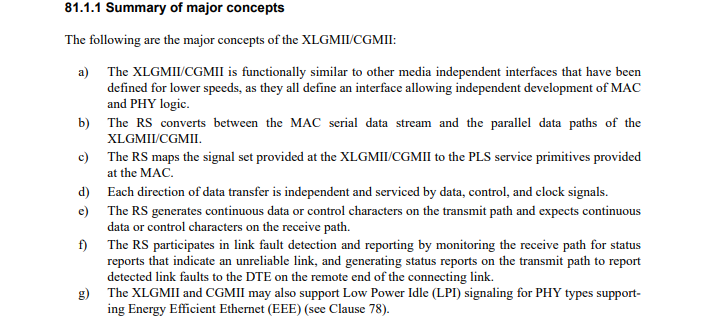 81.1.1 Summary of major concepts
The following are the major concepts of the XLGMII/CGMII:
a) The XLGMII/CGMII is functionally similar to other media independent interfaces that have been
defined for lower speeds, as they all define an interface allowing independent development of MAC
and PHY logic.
b) The RS converts between the MAC serial data stream and the parallel data paths of the
XLGMII/CGMII.
c) The RS maps the signal set provided at the XLGMII/CGMII to the PLS service primitives provided
at the MAC.
d) Each direction of data transfer is independent and serviced by data, control, and clock signals.
e) The RS generates continuous data or control characters on the transmit path and expects continuous
data or control characters on the receive path.
f) The RS participates in link fault detection and reporting by monitoring the receive path for status
reports that indicate an unreliable link, and generating status reports on the transmit path to report
detected link faults to the DTE on the remote end of the connecting link.
g) The XLGMII and CGMII may also support Low Power Idle (LPI) signaling for PHY types support-
ing Energy Efficient Ethernet (EEE) (see Clause 78).